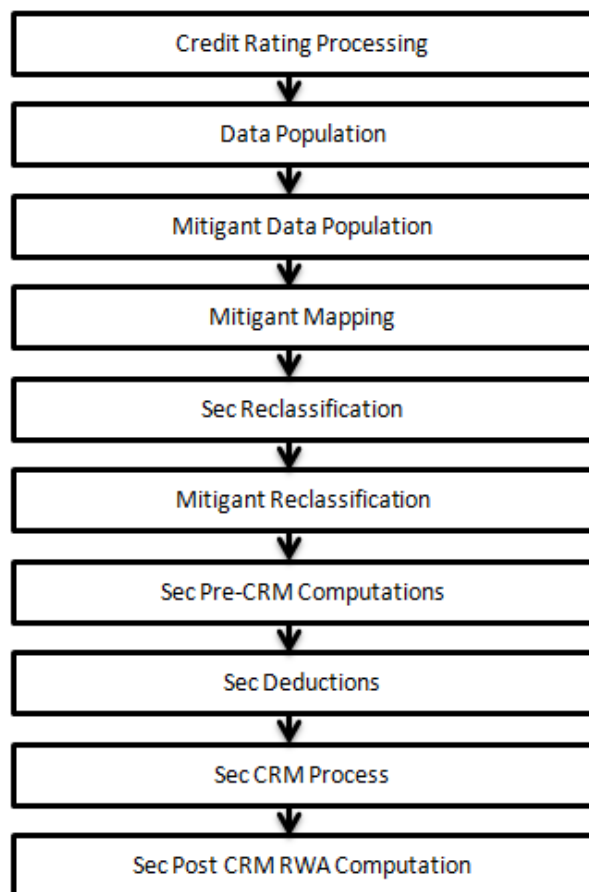 Credit Rating Processing
Data Population
Mitigant Data Population
Mitigant Mapping
Sec Reclassification
Mitigant Reclassification
Sec Pre-CRM Computations
Sec Deductions
Sec CRM Process
Sec Post CRM RWA Computation